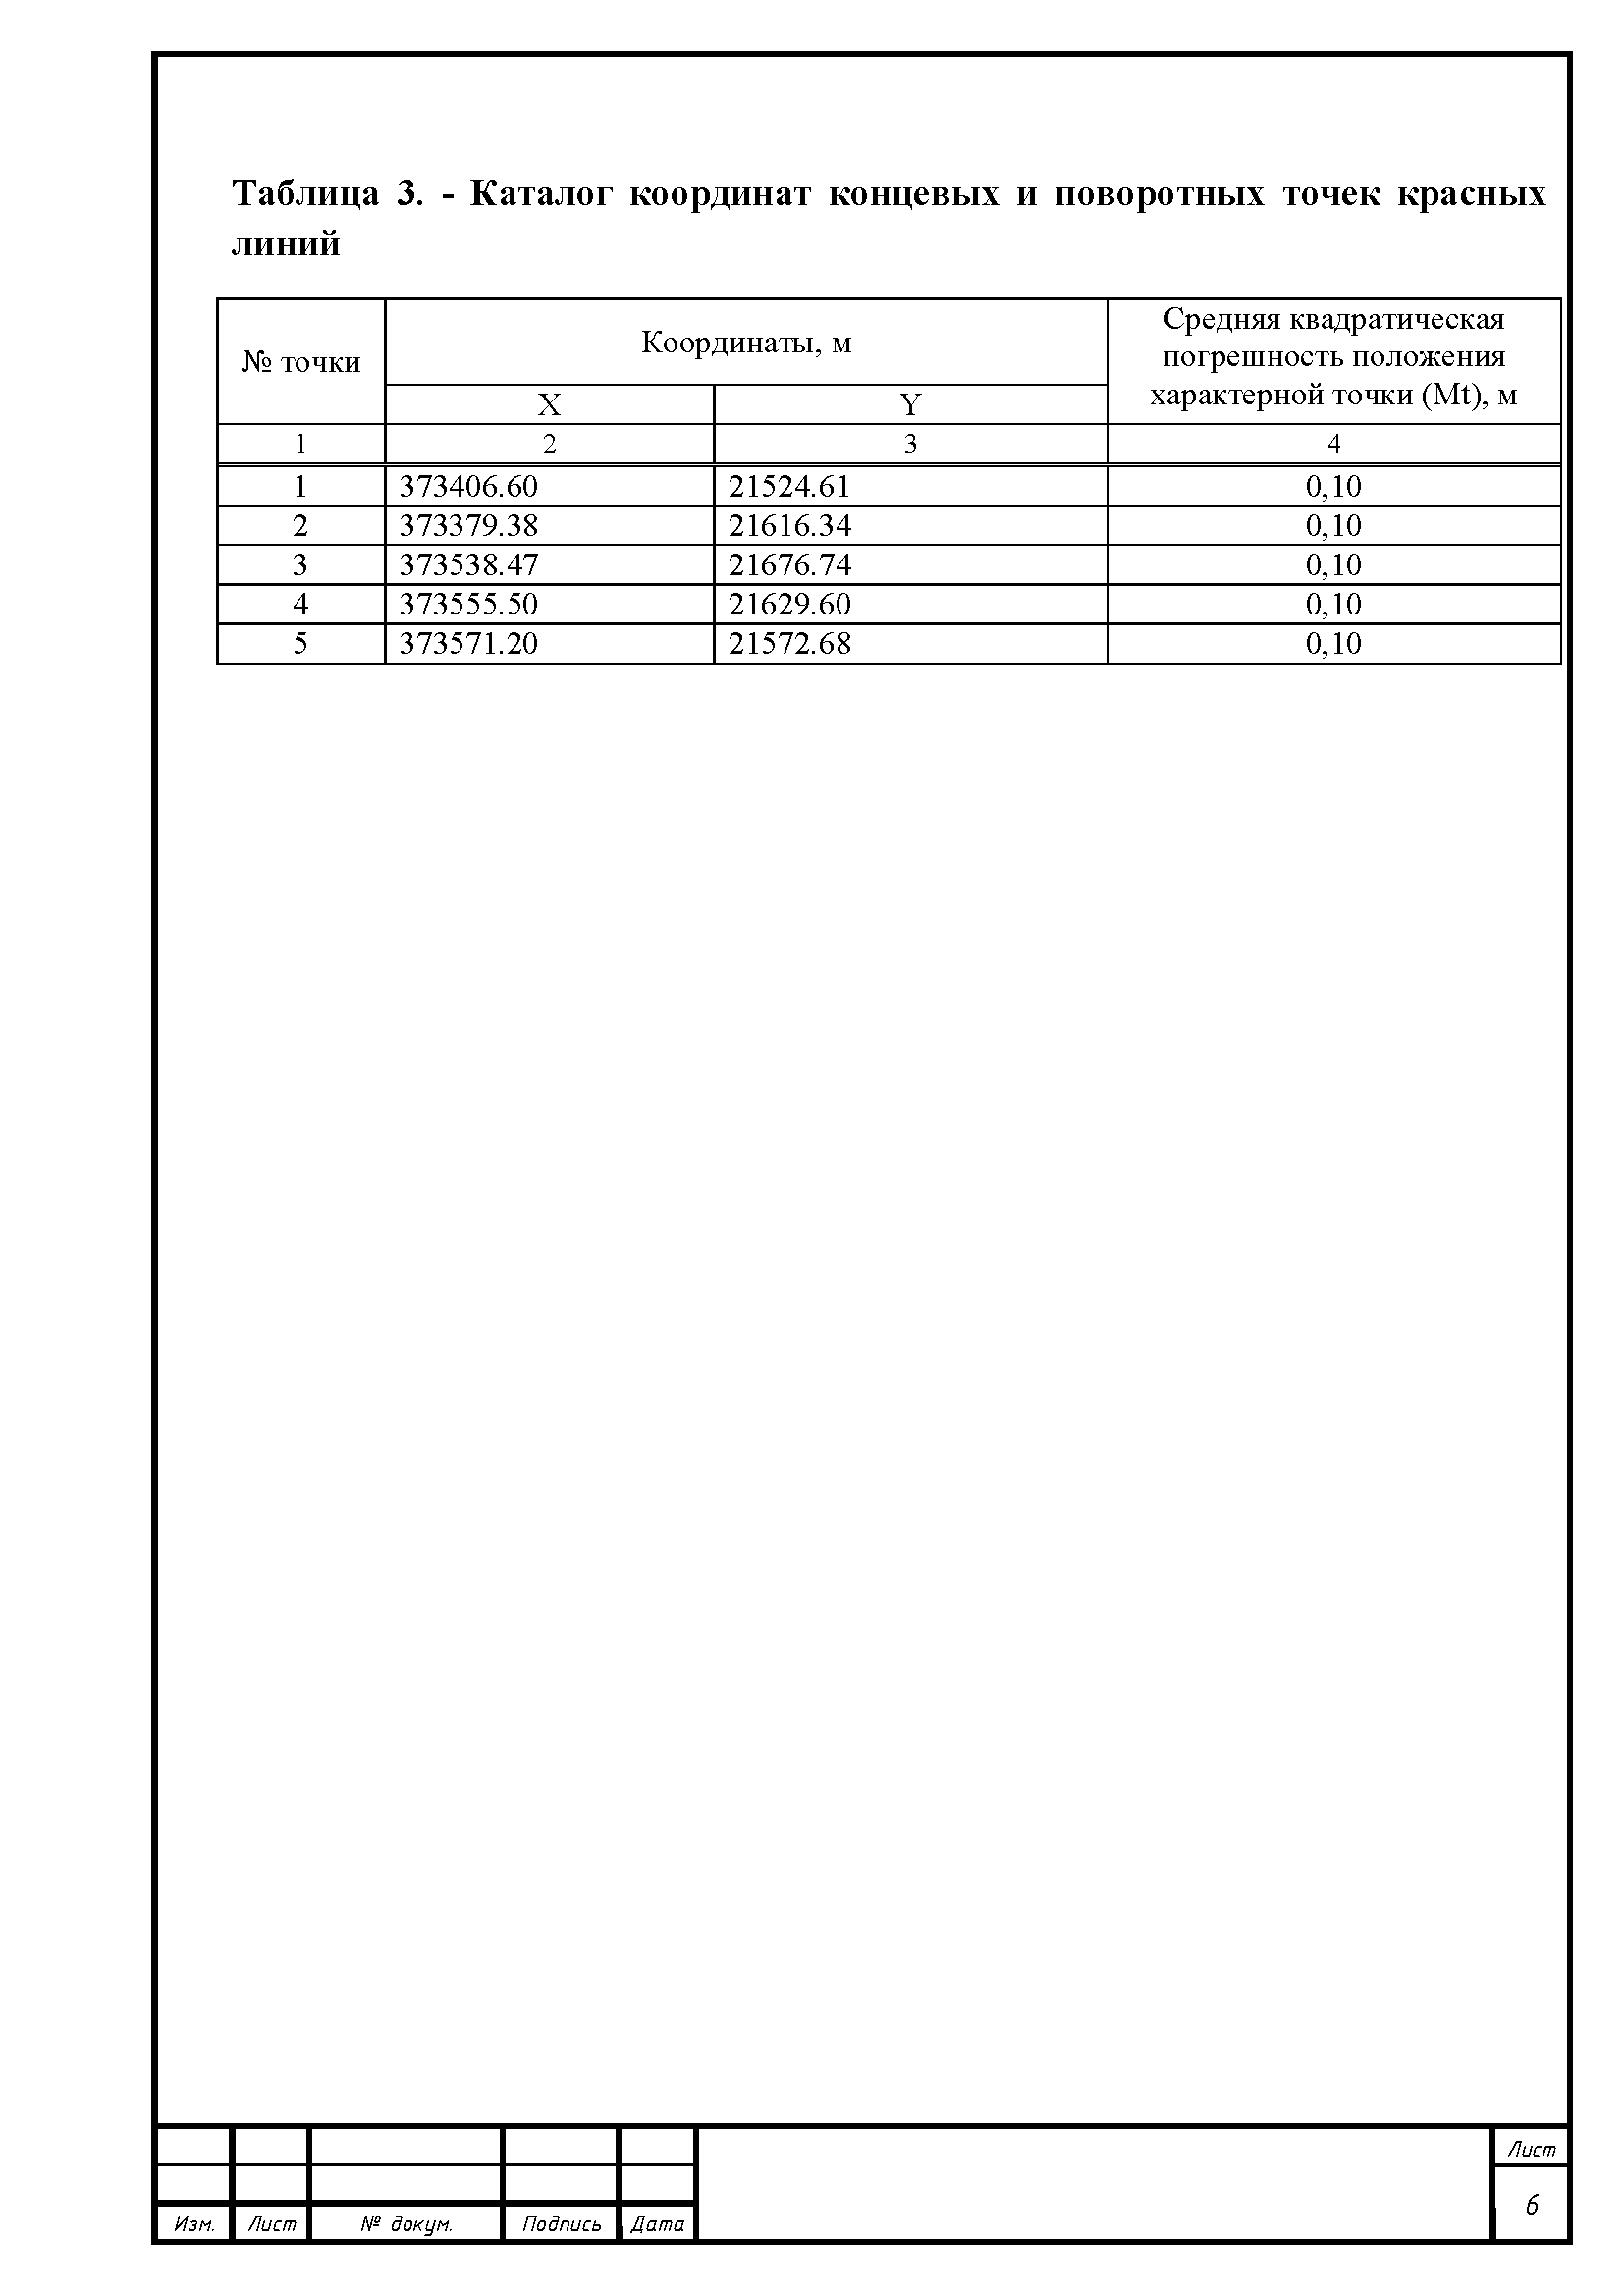 Таблица 3. - Каталог координат концевых и поворотных точек красных
линий
№ точки
Координаты, м
Средняя квадратическая
погрешность положения
характерной точки (Mt), м
X Y
1 2 3 4
1 373406.60 21524.61 0,10
2 373379.38 21616.34 0,10
3 373538.47 21676.74 0,10
4 373555.50 21629.60 0,10
5 373571.20 21572.68 0,10
Лист
6
Изм. Лист № докум. Подпись Дата